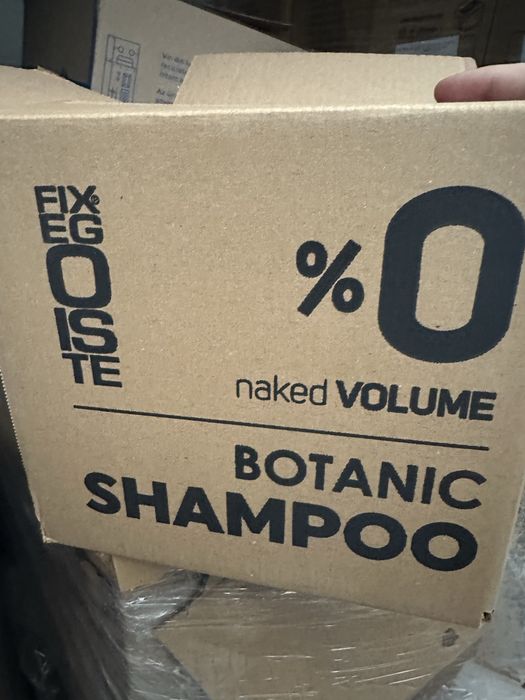 FIX
EG
O
IS
TE
%0
naked VOLUME
BOTANIC
SHAMPOO